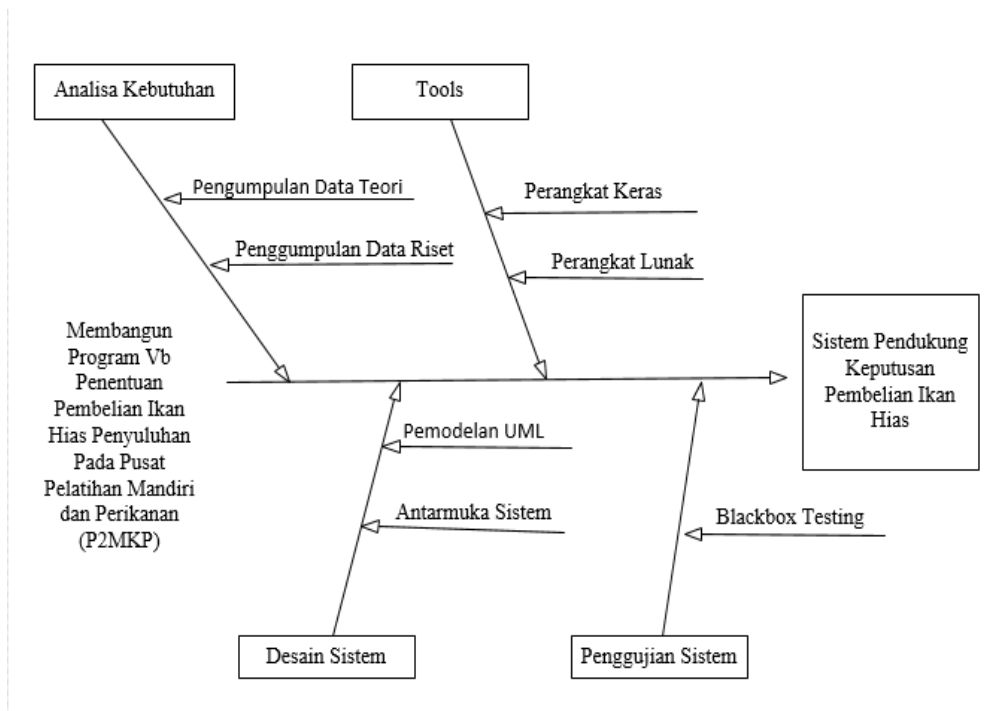 Analisa Kebutuhan
Tools
Pengumpulan Data Teori
Perangkat Keras
Penggumpulan Data Riset
Perangkat Lunak
Membangun
Program Vb
Penentuan
Pembelian Ikan
Hias Penyuluhan
Pada Pusat
Pelatihan Mandiri
dan Perikanan
(P2MKP)
Sistem Pendukung
Keputusan
Pembelian Ikan
Hias
Pemodelan UML
Antarmuka Sistem
Blackbox Testing
Desain Sistem
Penggujian Sistem